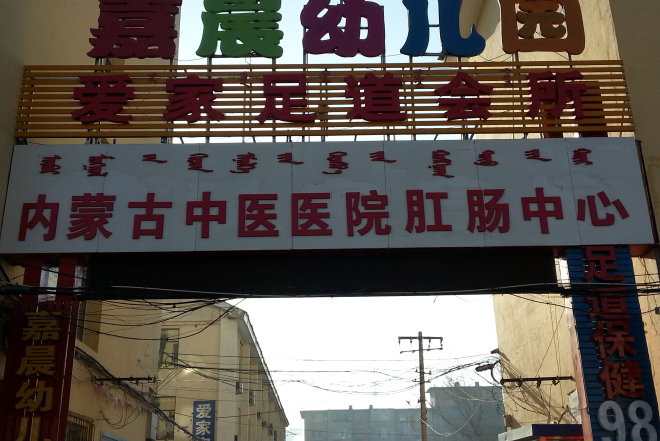 嘉晨幼儿园
爱家足道会所
内蒙古中医医院肛肠中心
嘉晨幼儿
足道保健
98
爱家